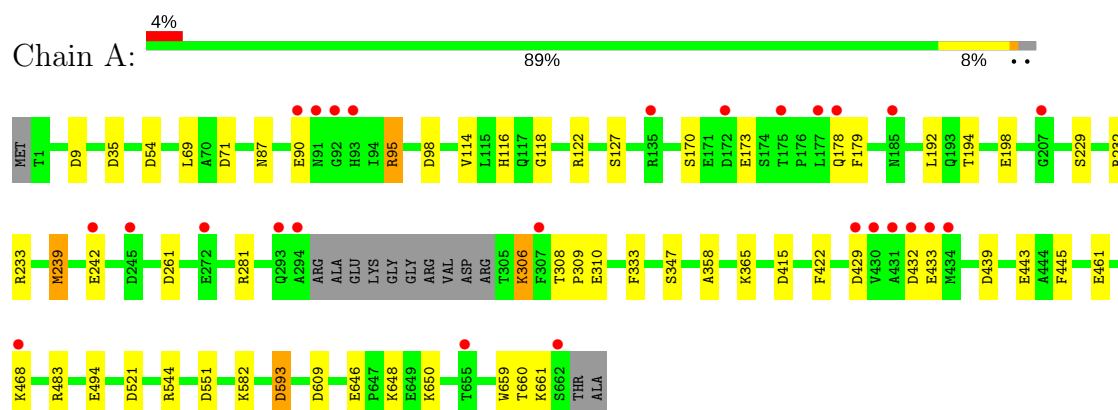 4%
Chain A:
89% 8% • •
MET T1 D9 D35 D54 L69 A70 D71 N87 E90 N91 G92 H93 I94 R95 D98 V114 L115 H116 Q117 G118 R122 S127 R135 S170 E171 D172 E173 S174 T175 P176 L177 Q178 F179 N185 L192 Q193 T194 E198 G207 S229
R233 M239 E242 D245 D261 E272 R281 Q293 A294 ARG ALA GLU LYS GLY GLY ARG VAL ASP ARG T305 K306 F307 T308 P309 E310 F333 S347 A358 K365 D415 F422 D429 V430 A431 D432 E433 M434 D439 E443 A444 F445 E461
K468 R483 E494 D521 R544 D551 K582 D593 D609 E646 P647 K648 E649 K650 T655 W659 T660 K661 S662 THR ALA